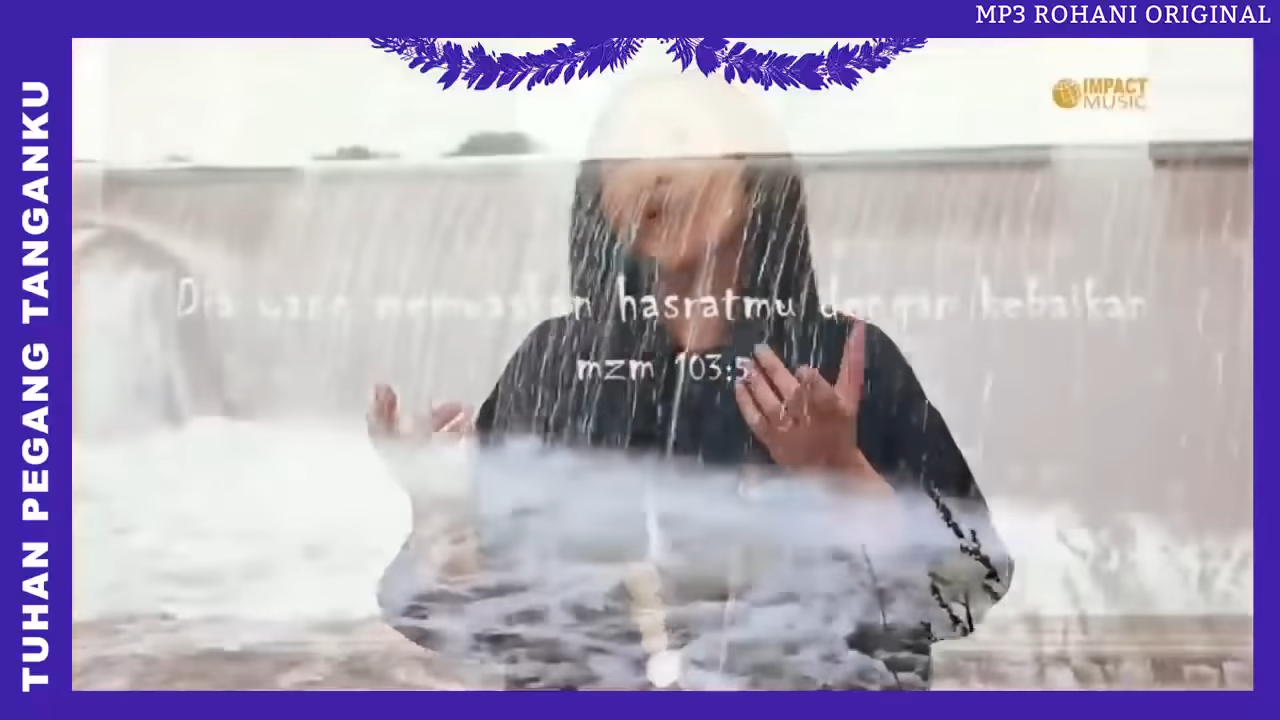 MP3 ROHANI ORIGINAL
IMPACT
MUSIC
TUHAN PEGANG TANGANKU
Dia yang memuaskan hasratmu dengan kebaikan
mzm 103:5